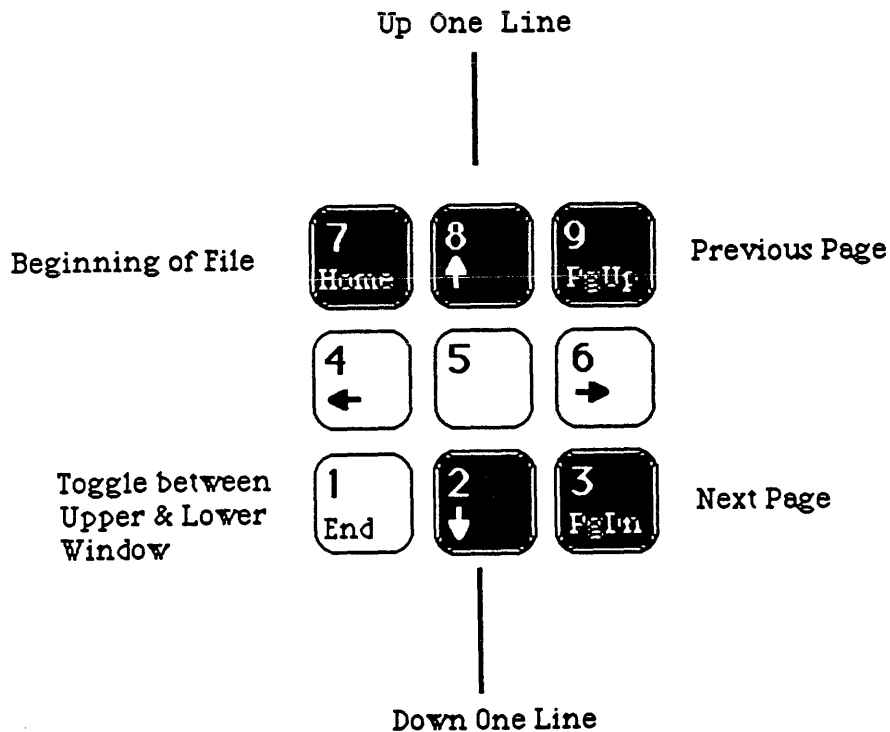 Up One Line
7 8 9
Beginning of File Home PgUp Previous Page
4 5 6
Toggle between
Upper & Lower
Window
1 2 3
End PgDn
Next Page
Down One Line